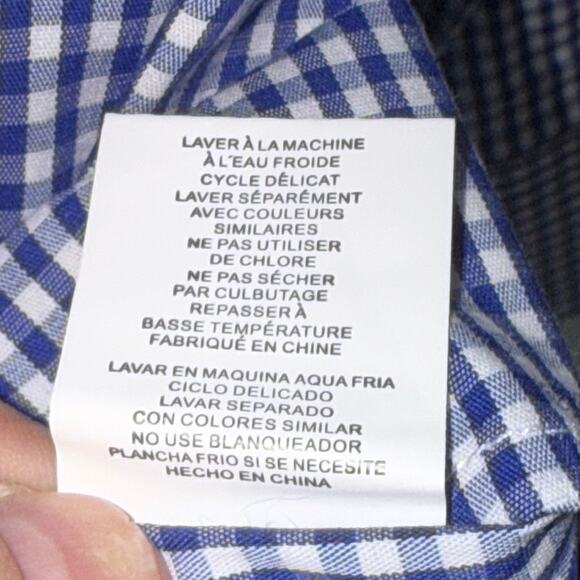 LAVER À LA MACHINE
À L'EAU FROIDE
CYCLE DÉLICAT
LAVER SÉPARÉMENT
AVEC COULEURS
SIMILAIRES
NE PAS UTILISER
DE CHLORE
NE PAS SÉCHER
PAR CULBUTAGE
REPASSER À
BASSE TEMPÉRATURE
FABRIQUÉ EN CHINE
LAVAR EN MAQUINA AQUA FRIA
CICLO DELICADO
LAVAR SEPARADO
CON COLORES SIMILAR
NO USE BLANQUEADOR
PLANCHA FRIO SI SE NECESITE
HECHO EN CHINA